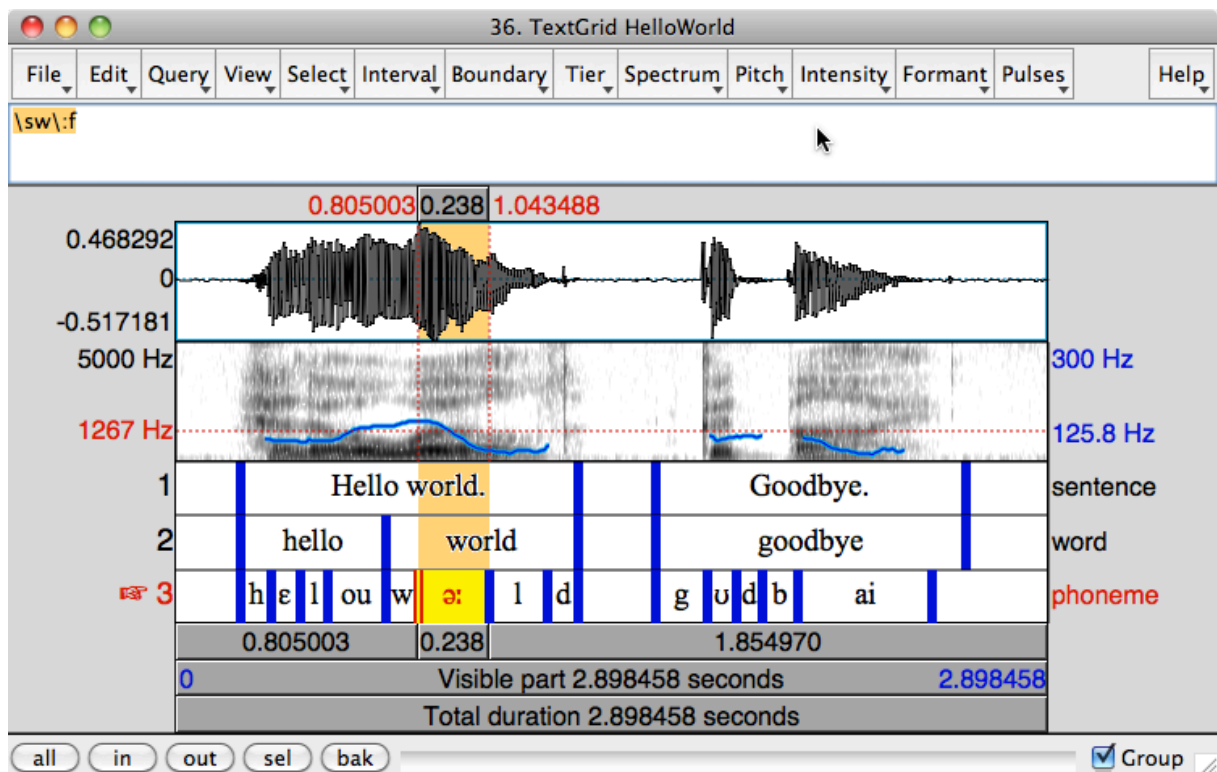 36. TextGrid HelloWorld
File Edit Query View Select Interval Boundary Tier Spectrum Pitch Intensity Formant Pulses Help
\sw\:f
0.805003 0.238 1.043488
0.468292
0
-0.517181
5000 Hz 300 Hz
1267 Hz 125.8 Hz
1 Hello world. Goodbye. sentence
2 hello world goodbye word
☞ 3 h ɛ l ou w əː l d g ʊ d b ai phoneme
0.805003 0.238 1.854970
0 Visible part 2.898458 seconds 2.898458
Total duration 2.898458 seconds
all in out sel bak Group